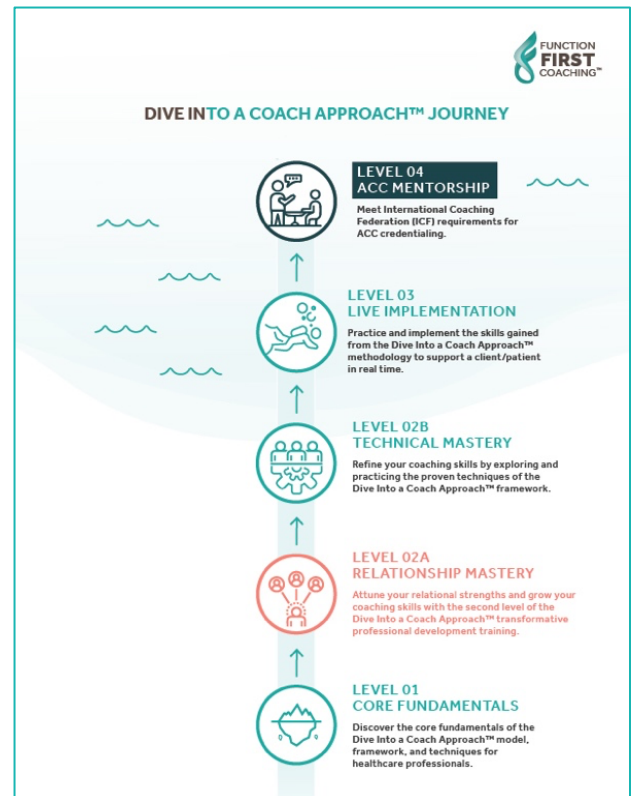 FUNCTION
FIRST
COACHING™
DIVE INTO A COACH APPROACH™ JOURNEY
LEVEL 04
ACC MENTORSHIP
Meet International Coaching
Federation (ICF) requirements for
ACC credentialing.
LEVEL 03
LIVE IMPLEMENTATION
Practice and implement the skills gained
from the Dive Into a Coach Approach™
methodology to support a client/patient
in real time.
LEVEL 02B
TECHNICAL MASTERY
Refine your coaching skills by exploring and
practicing the proven techniques of the
Dive Into a Coach Approach™ framework.
LEVEL 02A
RELATIONSHIP MASTERY
Attune your relational strengths and grow your
coaching skills with the second level of the
Dive Into a Coach Approach™ transformative
professional development training.
LEVEL 01
CORE FUNDAMENTALS
Discover the core fundamentals of the
Dive Into a Coach Approach™ model,
framework, and techniques for
healthcare professionals.